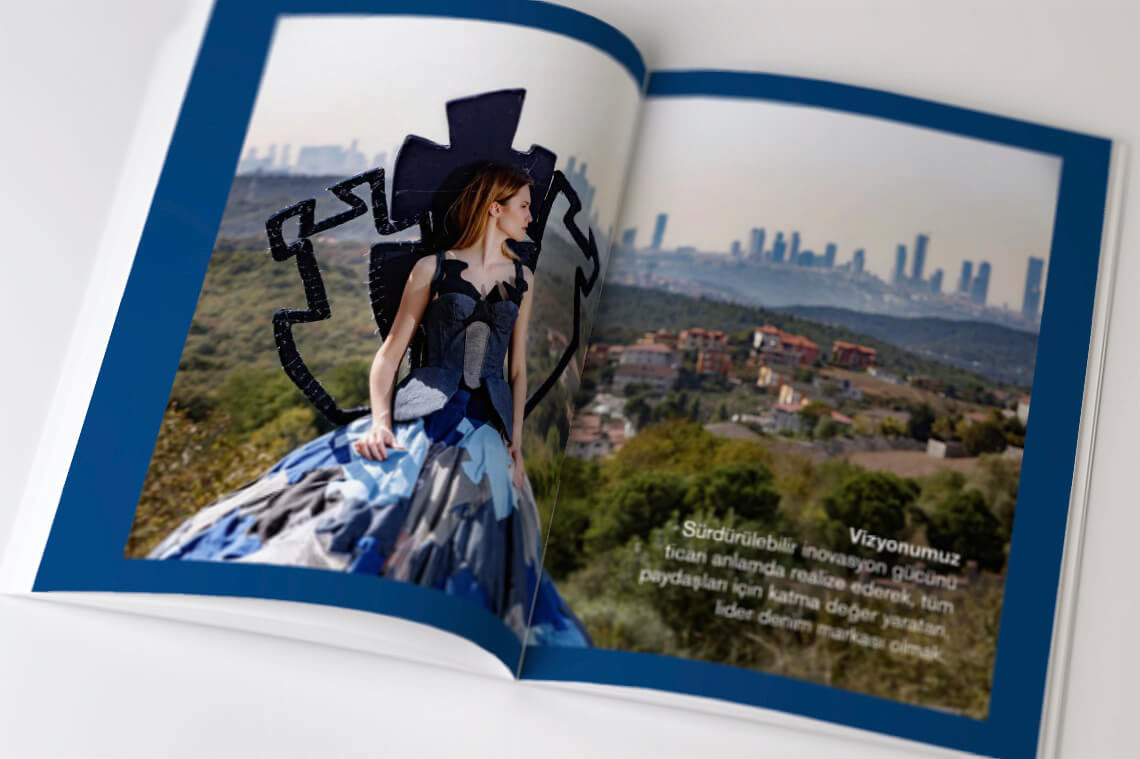 Vizyonumuz
Sürdürülebilir inovasyon gücünü
ticari anlamda realize ederek, tüm
paydaşları için katma değer yaratan,
lider denim markası olmak.